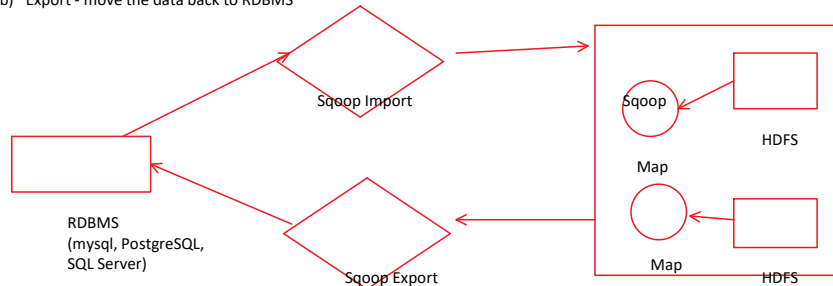 b) Export - move the data back to RDBMS
Sqoop Import
Sqoop
HDFS
Map
RDBMS
(mysql, PostgreSQL,
SQL Server)
Sqoop Export
Map
HDFS